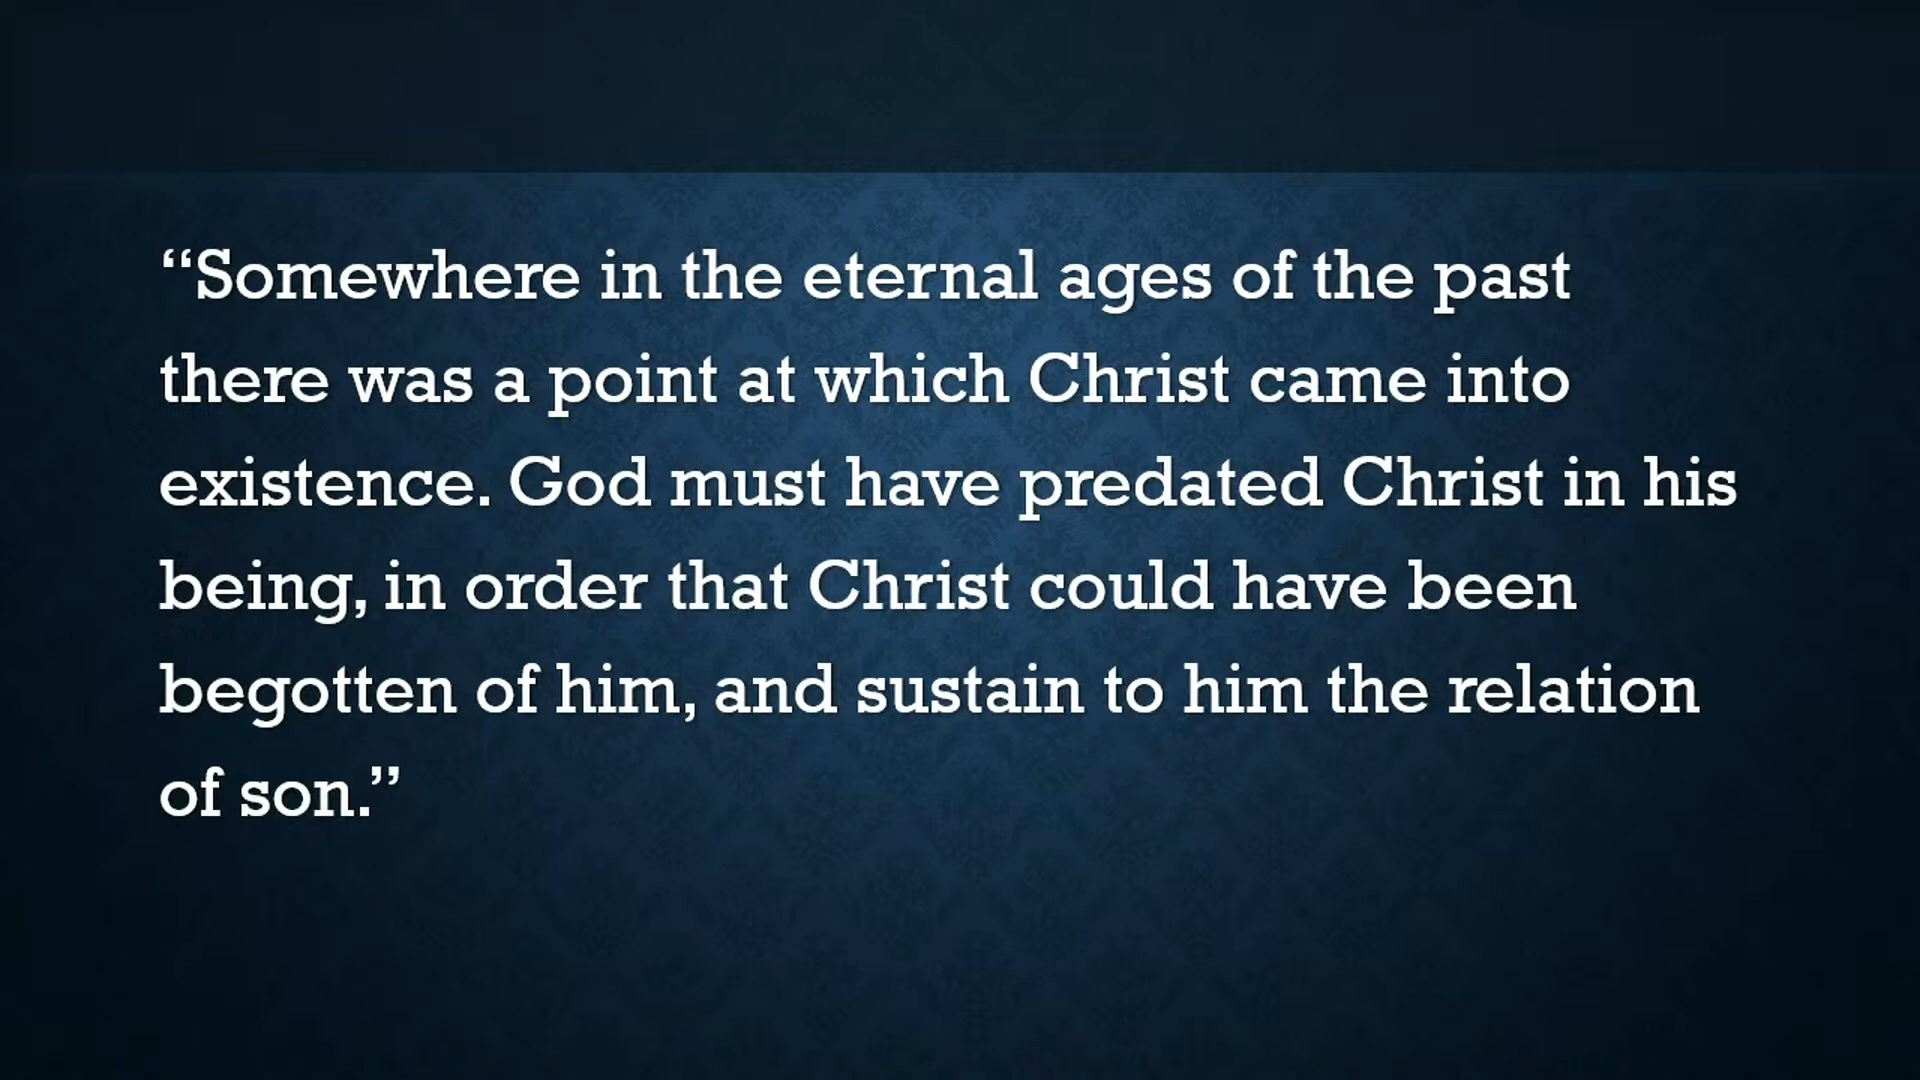 “Somewhere in the eternal ages of the past
there was a point at which Christ came into
existence. God must have predated Christ in his
being, in order that Christ could have been
begotten of him, and sustain to him the relation
of son.”